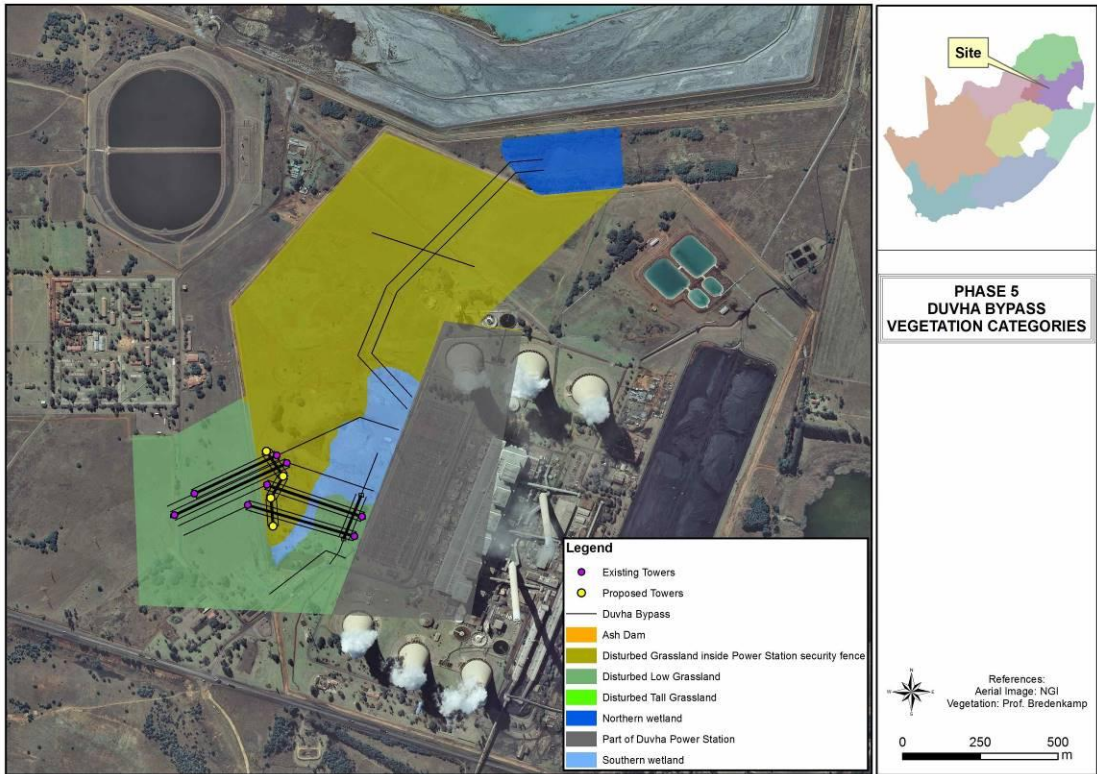 Site
PHASE 5
DUVHA BYPASS
VEGETATION CATEGORIES
Legend
Existing Towers
Proposed Towers
Duvha Bypass
Ash Dam
Disturbed Grassland inside Power Station security fence
Disturbed Low Grassland
Disturbed Tall Grassland
Northern wetland
Part of Duvha Power Station
Southern wetland
N
W E
S
References:
Aerial Image: NGI
Vegetation: Prof. Bredenkamp
0 250 500
m